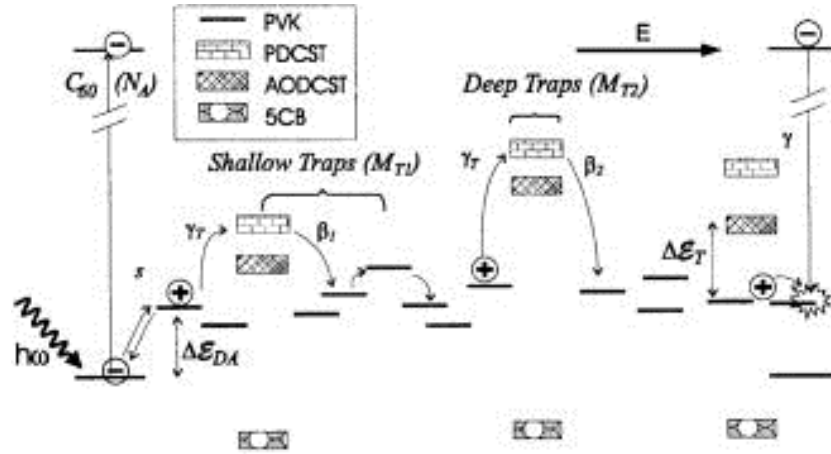 PVK
PDCST
AODCST
5CB
E
C60 (NA)
Deep Traps (MT2)
Shallow Traps (MT1)
γT
β1
γT
β2
γ
s
ΔℰT
ΔℰDA
hω